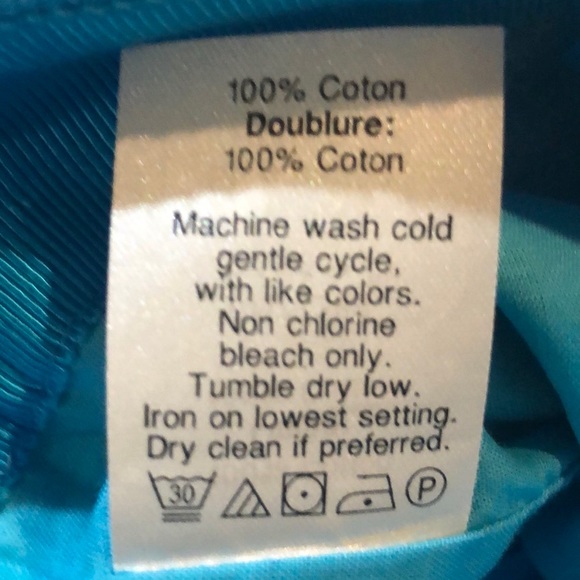 100% Coton
Doublure:
100% Coton
Machine wash cold
gentle cycle,
with like colors.
Non chlorine
bleach only.
Tumble dry low.
Iron on lowest setting.
Dry clean if preferred.
30 P